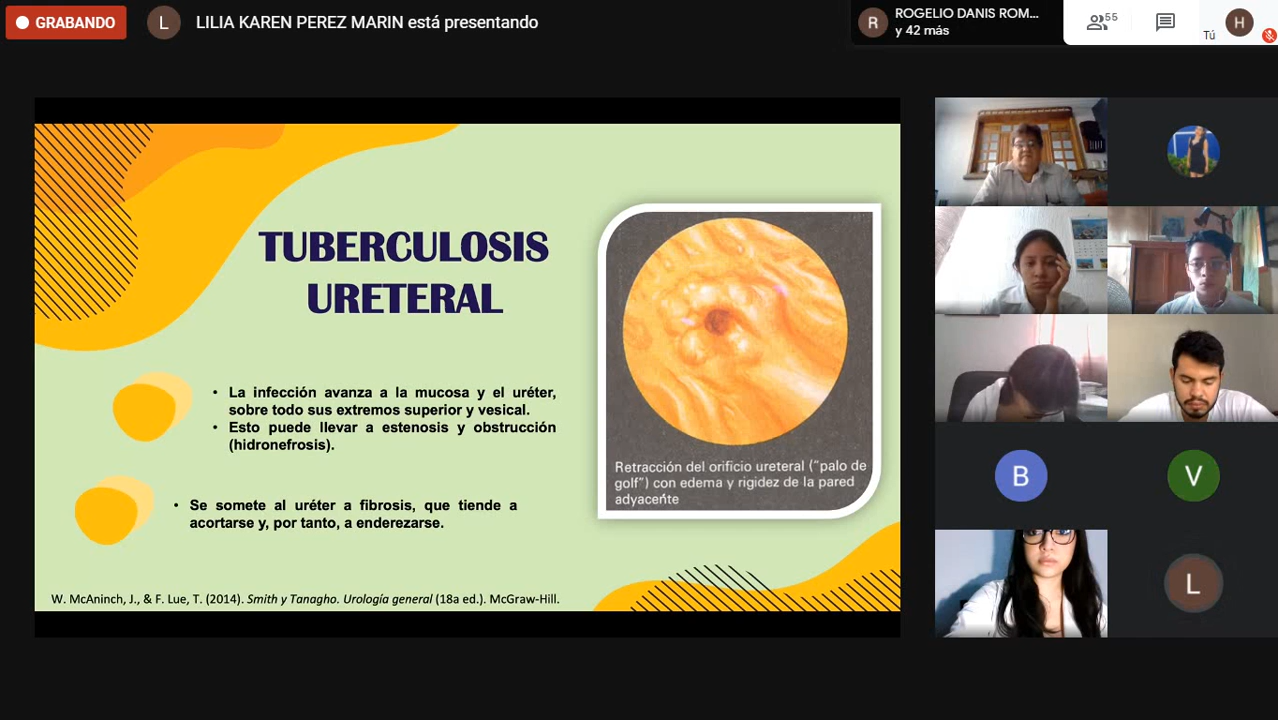 GRABANDO
L
LILIA KAREN PEREZ MARIN está presentando
R
ROGELIO DANIS ROM...
y 42 más
55
Tú
H
TUBERCULOSIS
URETERAL
• La infección avanza a la mucosa y el uréter,
sobre todo sus extremos superior y vesical.
• Esto puede llevar a estenosis y obstrucción
(hidronefrosis).
• Se somete al uréter a fibrosis, que tiende a
acortarse y, por tanto, a enderezarse.
Retracción del orificio ureteral ("palo de
golf") con edema y rigidez de la pared
adyacente
W. McAninch, J., & F. Lue, T. (2014). Smith y Tanagho. Urología general (18a ed.). McGraw-Hill.
B
V
L